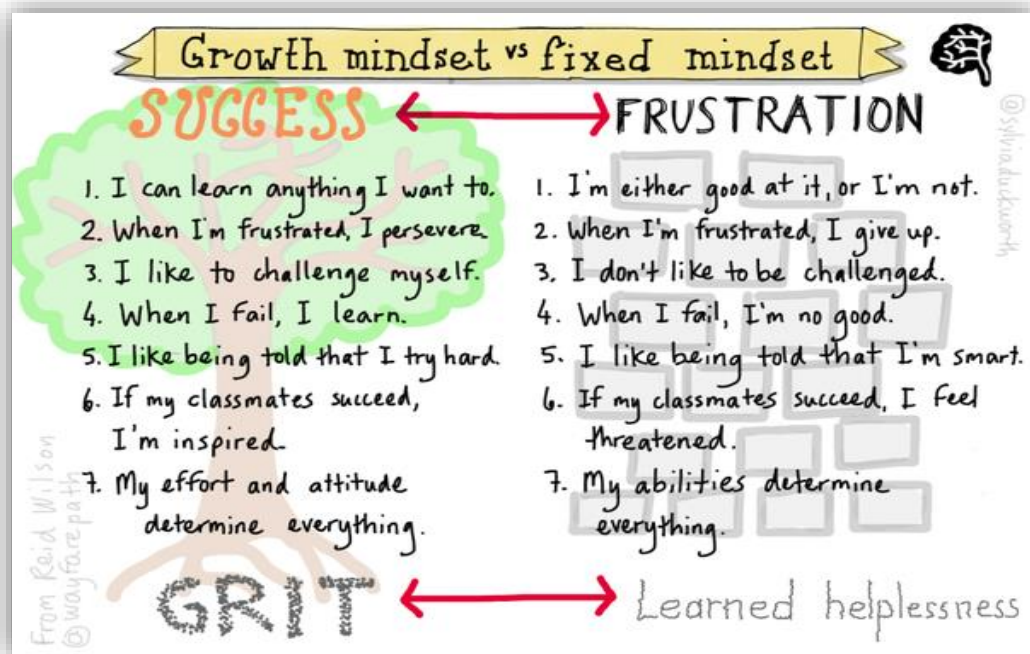 Growth mindset vs fixed mindset
SUCCESS
1. I can learn anything I want to.
2. When I'm frustrated, I persevere.
3. I like to challenge myself.
4. When I fail, I learn.
5. I like being told that I try hard.
6. If my classmates succeed,
I'm inspired.
7. My effort and attitude
determine everything.
GRIT
FRUSTRATION
1. I'm either good at it, or I'm not.
2. When I'm frustrated, I give up.
3. I don't like to be challenged.
4. When I fail, I'm no good.
5. I like being told that I'm smart.
6. If my classmates succeed, I feel
threatened.
7. My abilities determine
everything.
Learned helplessness
From Reid Wilson
@wayfarepath
@sylviaduckworth